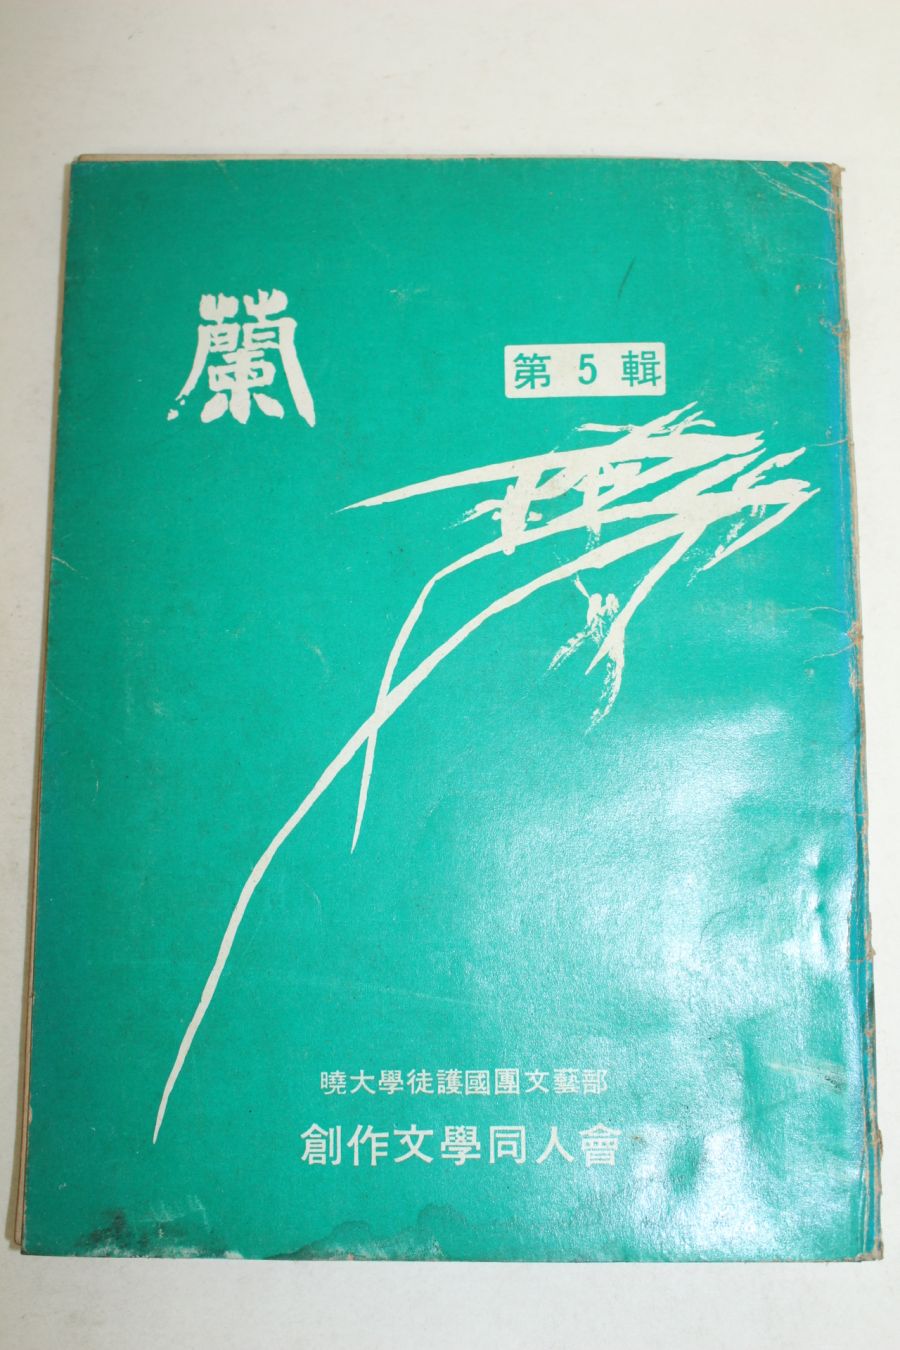 蘭
第 5 輯
曉大學徒護國團文藝部
創作文學同人會